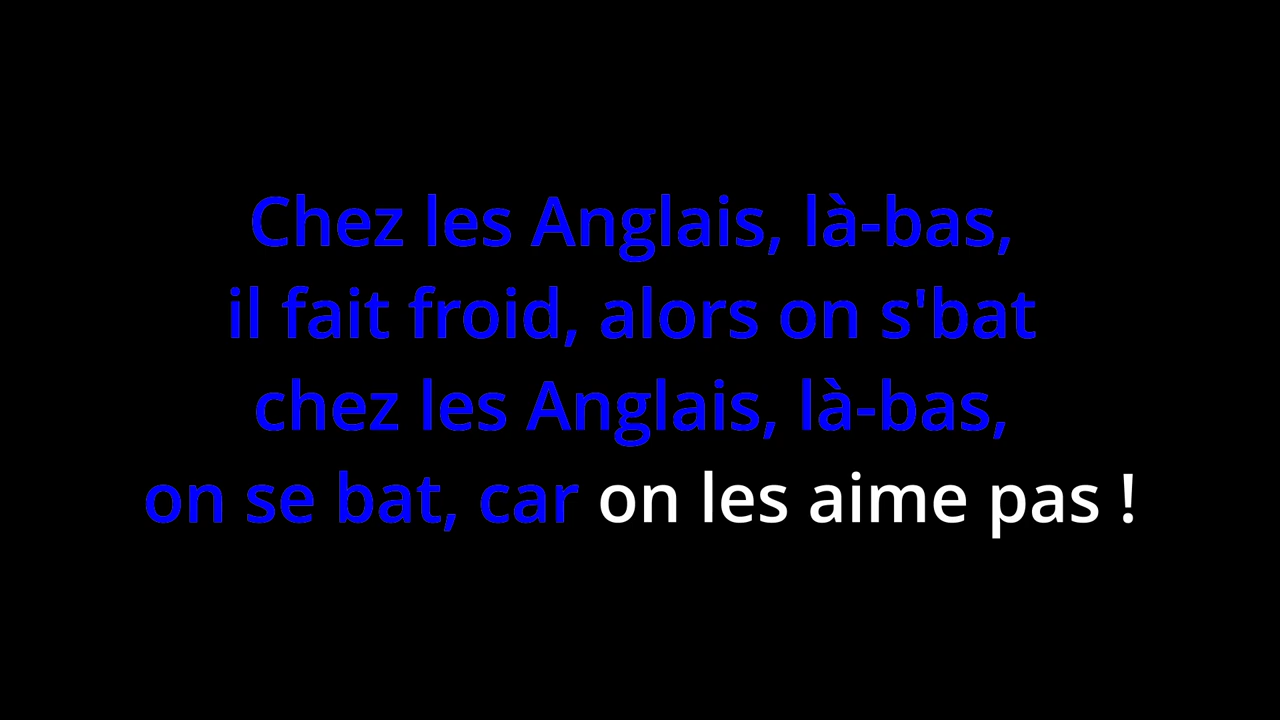 Chez les Anglais, là-bas,
il fait froid, alors on s'bat
chez les Anglais, là-bas,
on se bat, car on les aime pas !